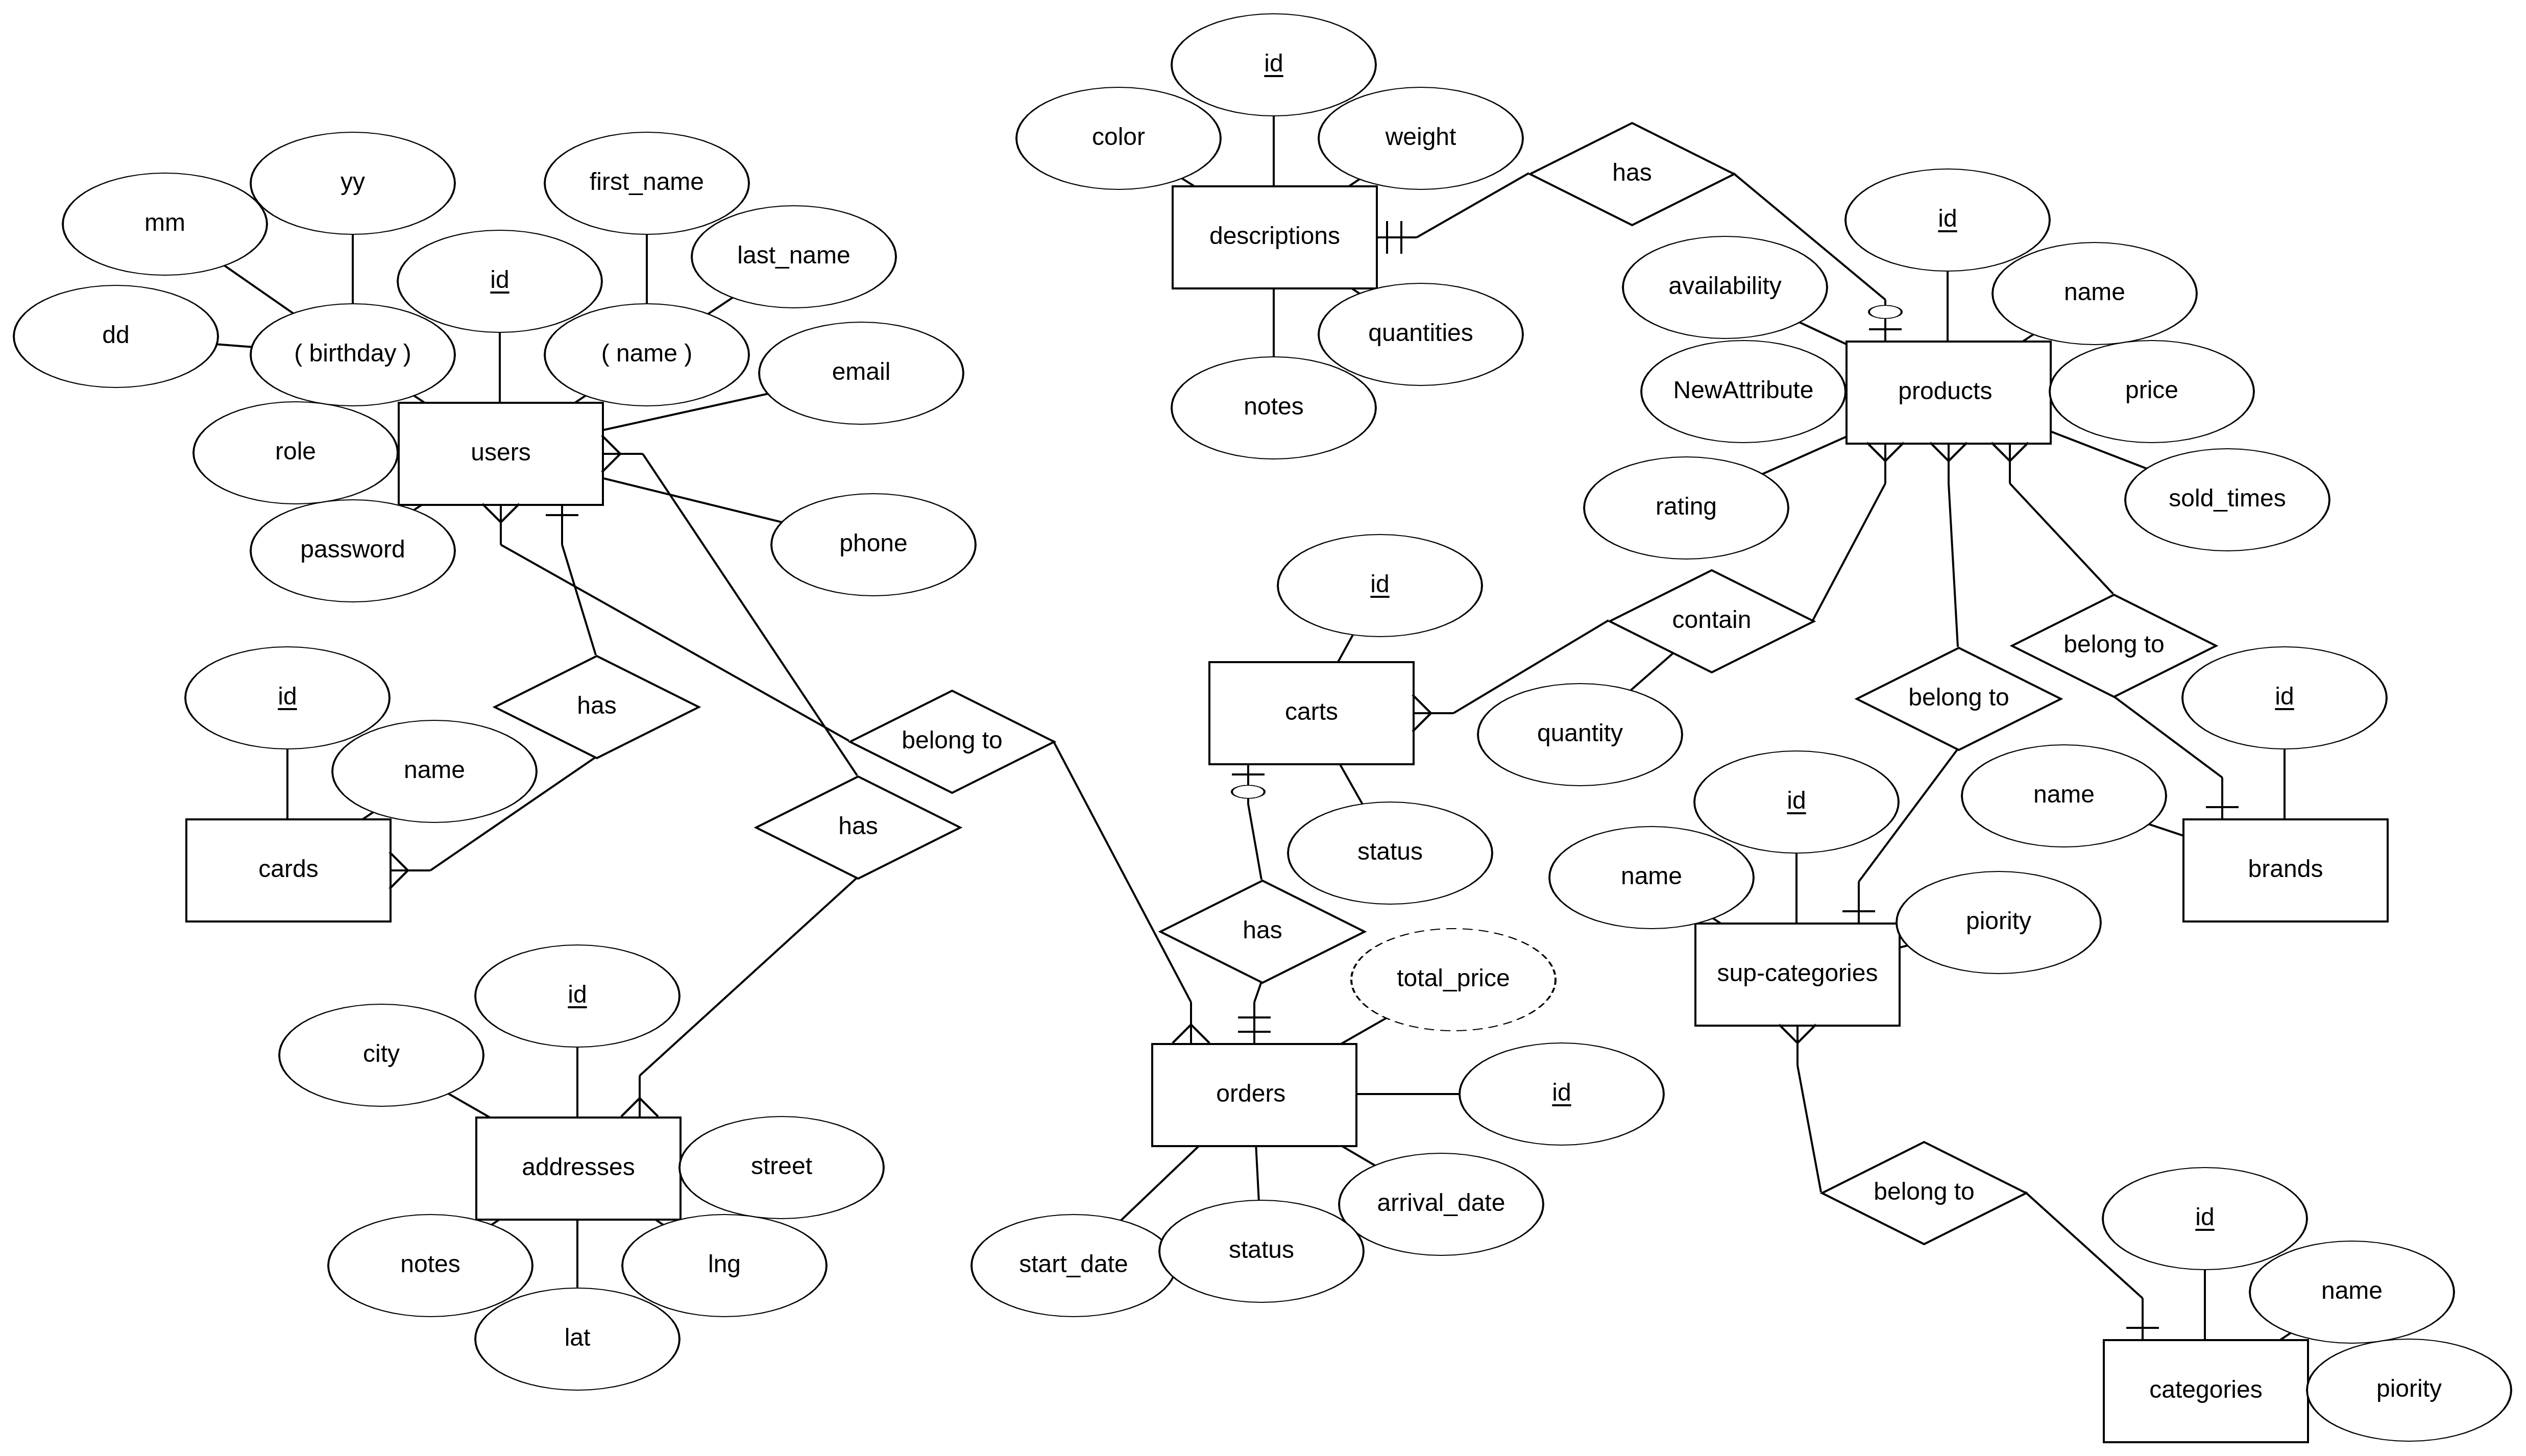 id
color
weight
has
yy
first_name
mm
id
last_name
availability
name
descriptions
id
dd
( birthday )
( name )
quantities
email
NewAttribute
products
price
notes
role
users
rating
sold_times
password
phone
id
contain
belong to
id
has
carts
belong to
id
name
belong to
quantity
id
name
cards
has
status
name
piority
brands
has
id
total_price
sup-categories
city
orders
id
addresses
street
arrival_date
belong to
id
notes
lng
start_date
status
name
lat
categories
piority